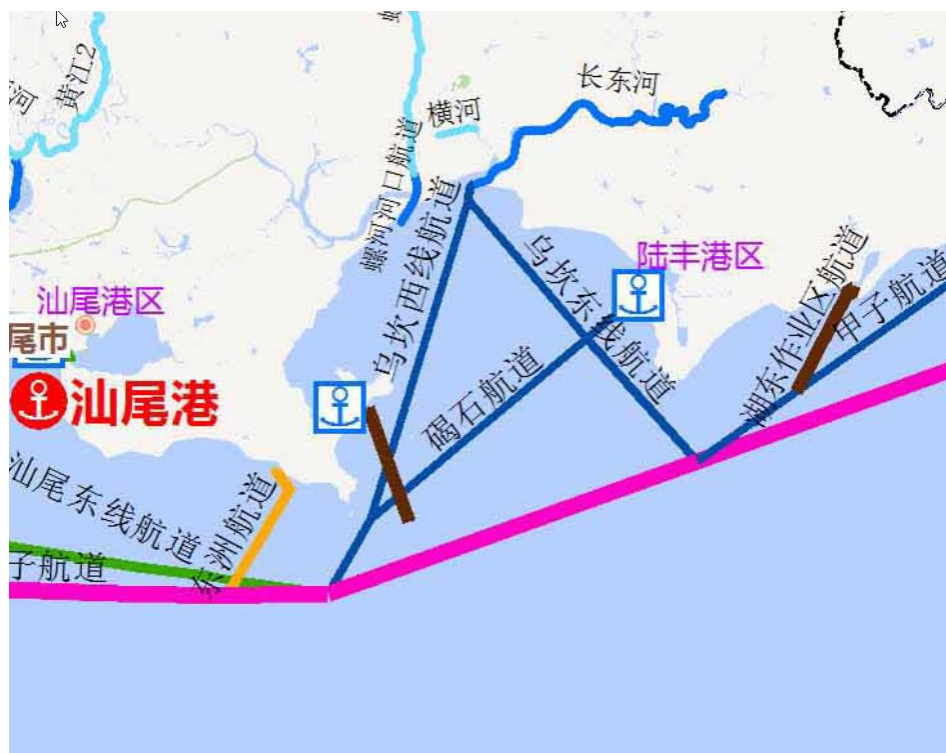 黄江2
河
横河
长东河
螺河河口航道
乌坎西线航道
乌坎东线航道
陆丰港区
湖东作业区航道
甲子航道
汕尾港区
尾市
汕尾港
碣石航道
汕尾东线航道
东洲航道
子航道